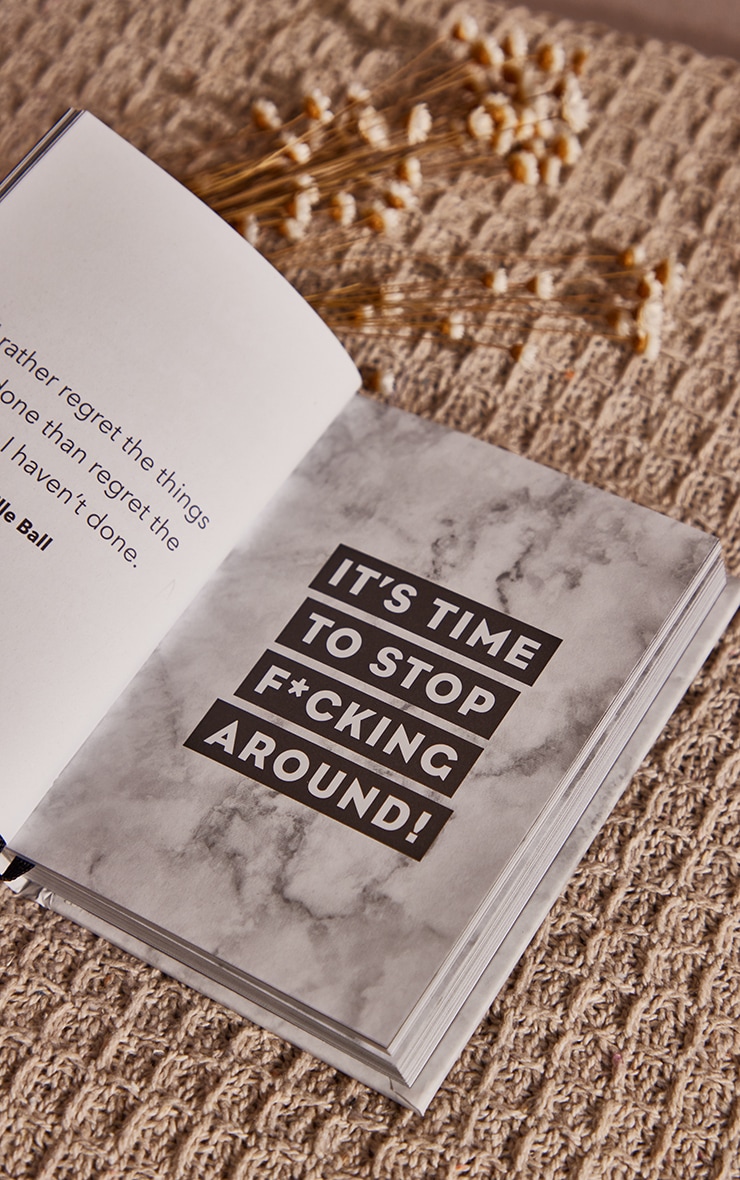 rather regret the things
done than regret the
I haven't done.
lle Ball
IT'S TIME
TO STOP
F*CKING
AROUND!